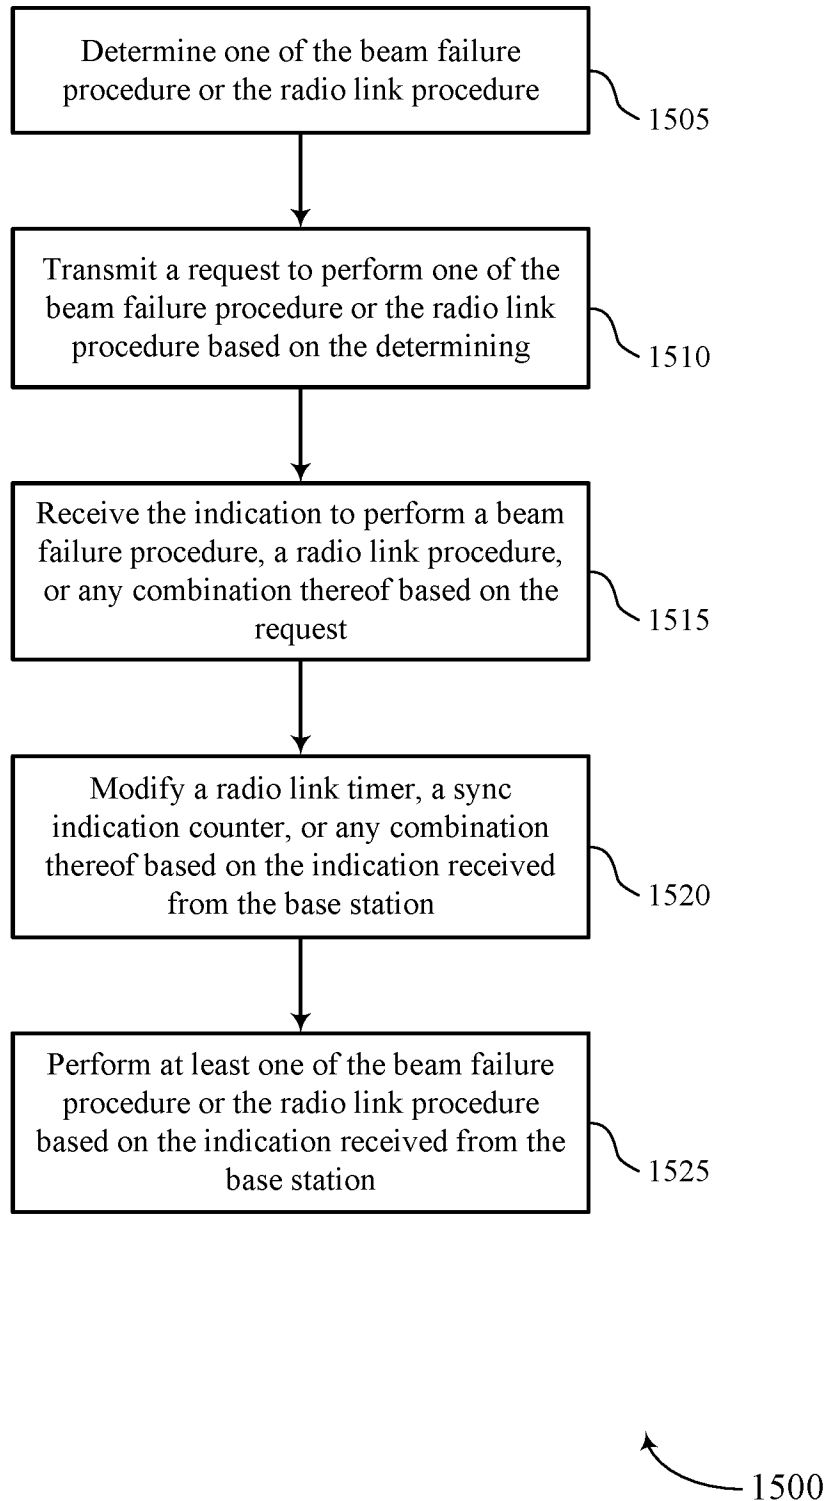 Determine one of the beam failure
procedure or the radio link procedure
1505
Transmit a request to perform one of the
beam failure procedure or the radio link
procedure based on the determining
1510
Receive the indication to perform a beam
failure procedure, a radio link procedure,
or any combination thereof based on the
request
1515
Modify a radio link timer, a sync
indication counter, or any combination
thereof based on the indication received
from the base station
1520
Perform at least one of the beam failure
procedure or the radio link procedure
based on the indication received from the
base station
1525
1500